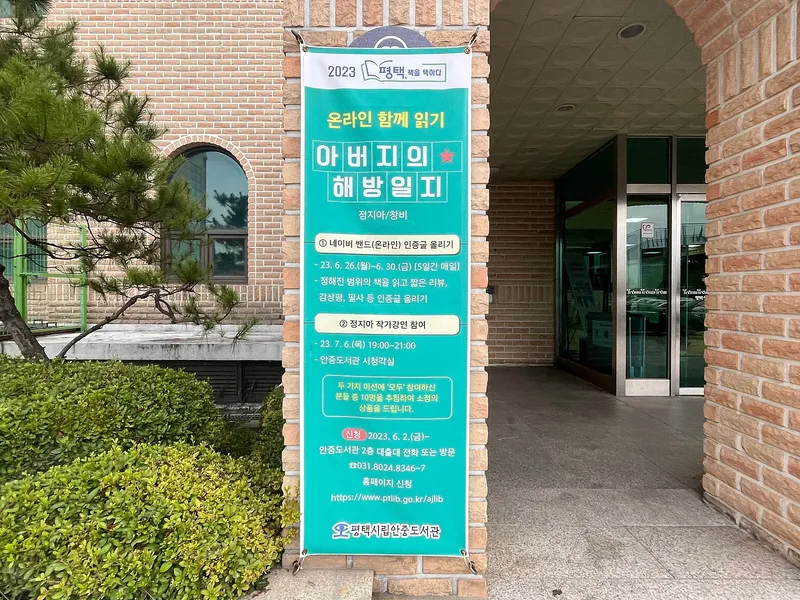 2023 평택, 책을 택하다
온라인 함께 읽기
아버지의
해방일지
정지아/창비
① 네이버 밴드(온라인) 인증글 올리기
- 23. 6. 26.(월)~6. 30.(금) [5일간 매일]
- 정해진 범위의 책을 읽고 짧은 리뷰,
감상평, 필사 등 인증글 올리기
② 정지아 작가강연 참여
- 23. 7. 6.(목) 19:00~21:00
- 안중도서관 시청각실
두 가지 미션에 '모두' 참여하신
분들 중 10명을 추첨하여 소정의
상품을 드립니다.
신청 2023. 6. 2.(금)~
안중도서관 2층 대출대 전화 또는 방문
☎031.8024.8346~7
홈페이지 신청
https://www.ptlib.go.kr/ajlib
평택시립안중도서관